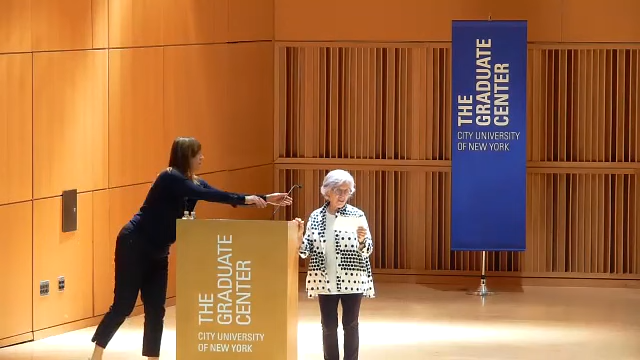 THE
GRADUATE
CENTER
CITY UNIVERSITY
OF NEW YORK
THE
GRADUATE
CENTER
CITY UNIVERSITY
OF NEW YORK